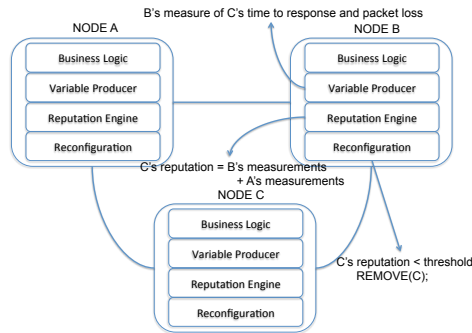 B's measure of C's time to response and packet loss
NODE A
Business Logic
Variable Producer
Reputation Engine
Reconfiguration
NODE B
Business Logic
Variable Producer
Reputation Engine
Reconfiguration
C's reputation = B's measurements
+ A's measurements
NODE C
Business Logic
Variable Producer
Reputation Engine
Reconfiguration
C's reputation < threshold
REMOVE(C);